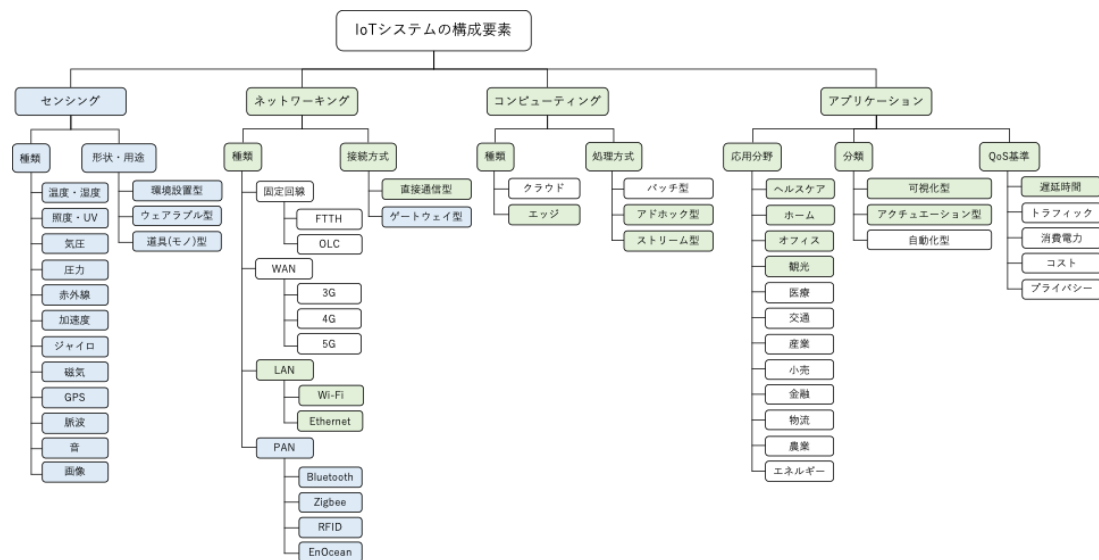 IoTシステムの構成要素
センシング
種類
温度・湿度
照度・UV
気圧
圧力
赤外線
加速度
ジャイロ
磁気
GPS
脈波
音
画像
形状・用途
環境設置型
ウェアラブル型
道具(モノ)型
ネットワーキング
種類
固定回線
FTTH
OLC
WAN
3G
4G
5G
LAN
Wi-Fi
Ethernet
PAN
Bluetooth
Zigbee
RFID
EnOcean
接続方式
直接通信型
ゲートウェイ型
コンピューティング
種類
クラウド
エッジ
処理方式
バッチ型
アドホック型
ストリーム型
アプリケーション
応用分野
ヘルスケア
ホーム
オフィス
観光
医療
交通
産業
小売
金融
物流
農業
エネルギー
分類
可視化型
アクチュエーション型
自動化型
QoS基準
遅延時間
トラフィック
消費電力
コスト
プライバシー